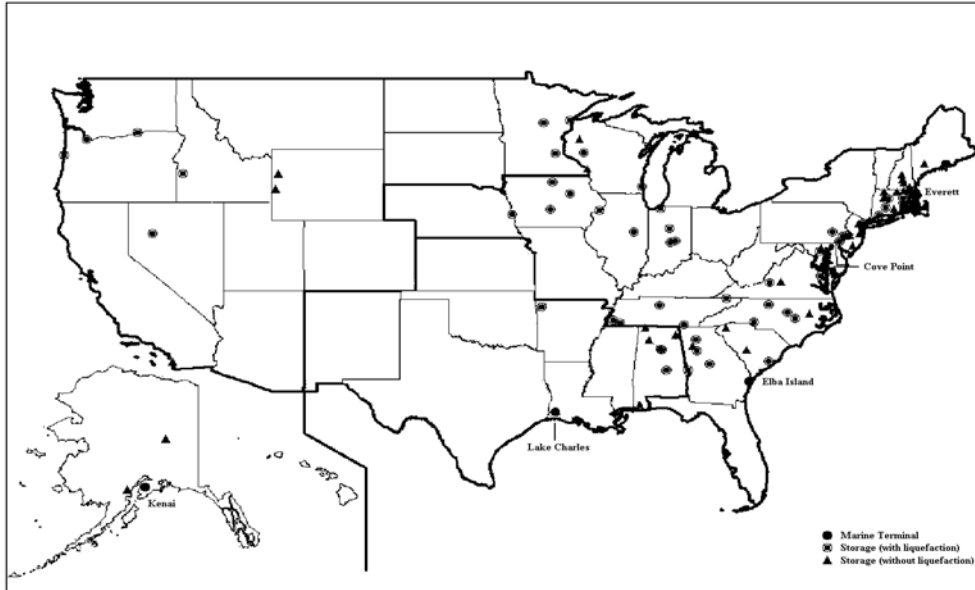 Everett
Cove Point
Elba Island
Lake Charles
Kenai
Marine Terminal
Storage (with liquefaction)
Storage (without liquefaction)